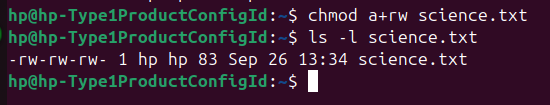 hp@hp-Type1ProductConfigId:~$ chmod a+rw science.txt
hp@hp-Type1ProductConfigId:~$ ls -l science.txt
-rw-rw-rw- 1 hp hp 83 Sep 26 13:34 science.txt
hp@hp-Type1ProductConfigId:~$